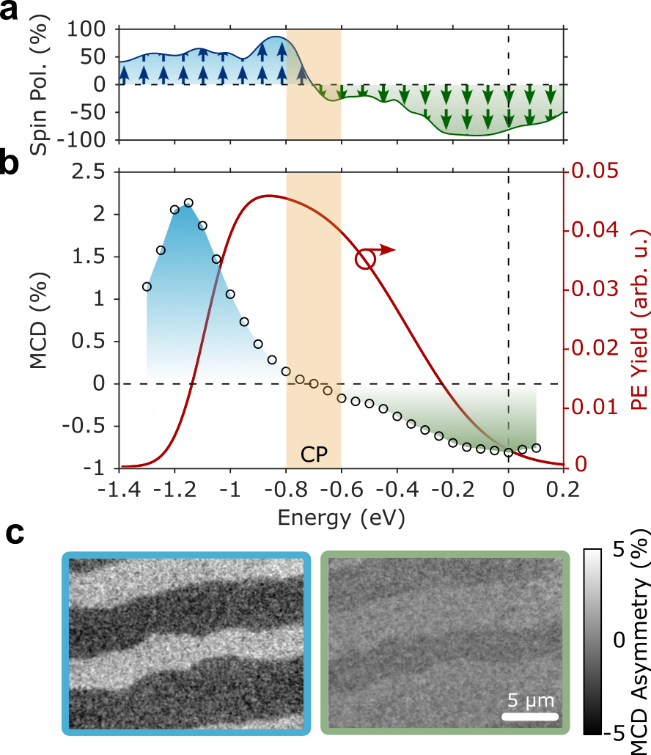 a
Spin Pol. (%)
100
50
0
-50
-100
b
MCD (%)
2.5
2
1.5
1
0.5
0
-0.5
-1
CP
0.05
0.04
0.03
0.02
0.01
0
PE Yield (arb. u.)
-1.4 -1.2 -1 -0.8 -0.6 -0.4 -0.2 0 0.2
Energy (eV)
c
5 μm
5
0
-5
MCD Asymmetry (%)